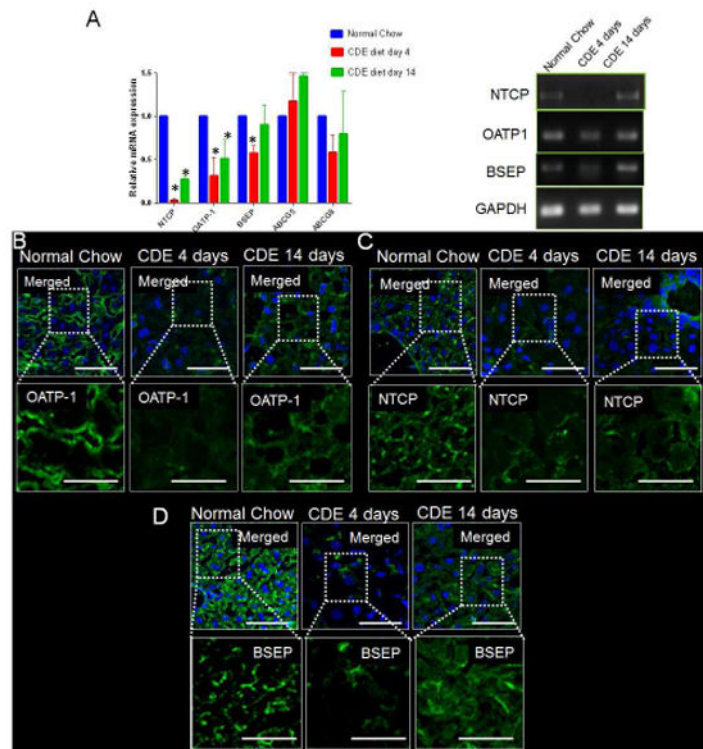 A
Normal Chow
CDE diet day 4
CDE diet day 14
Relative mRNA expression
1.5
1.0
0.5
0.0
* * * * *
NTCP
OATP-1
BSEP
ABCG5
ABCG8
Normal Chow
CDE 4 days
CDE 14 days
NTCP
OATP1
BSEP
GAPDH
B
Normal Chow CDE 4 days CDE 14 days
Merged Merged Merged
OATP-1 OATP-1 OATP-1
C
Normal Chow CDE 4 days CDE 14 days
Merged Merged Merged
NTCP NTCP NTCP
D
Normal Chow CDE 4 days CDE 14 days
Merged Merged Merged
BSEP BSEP BSEP